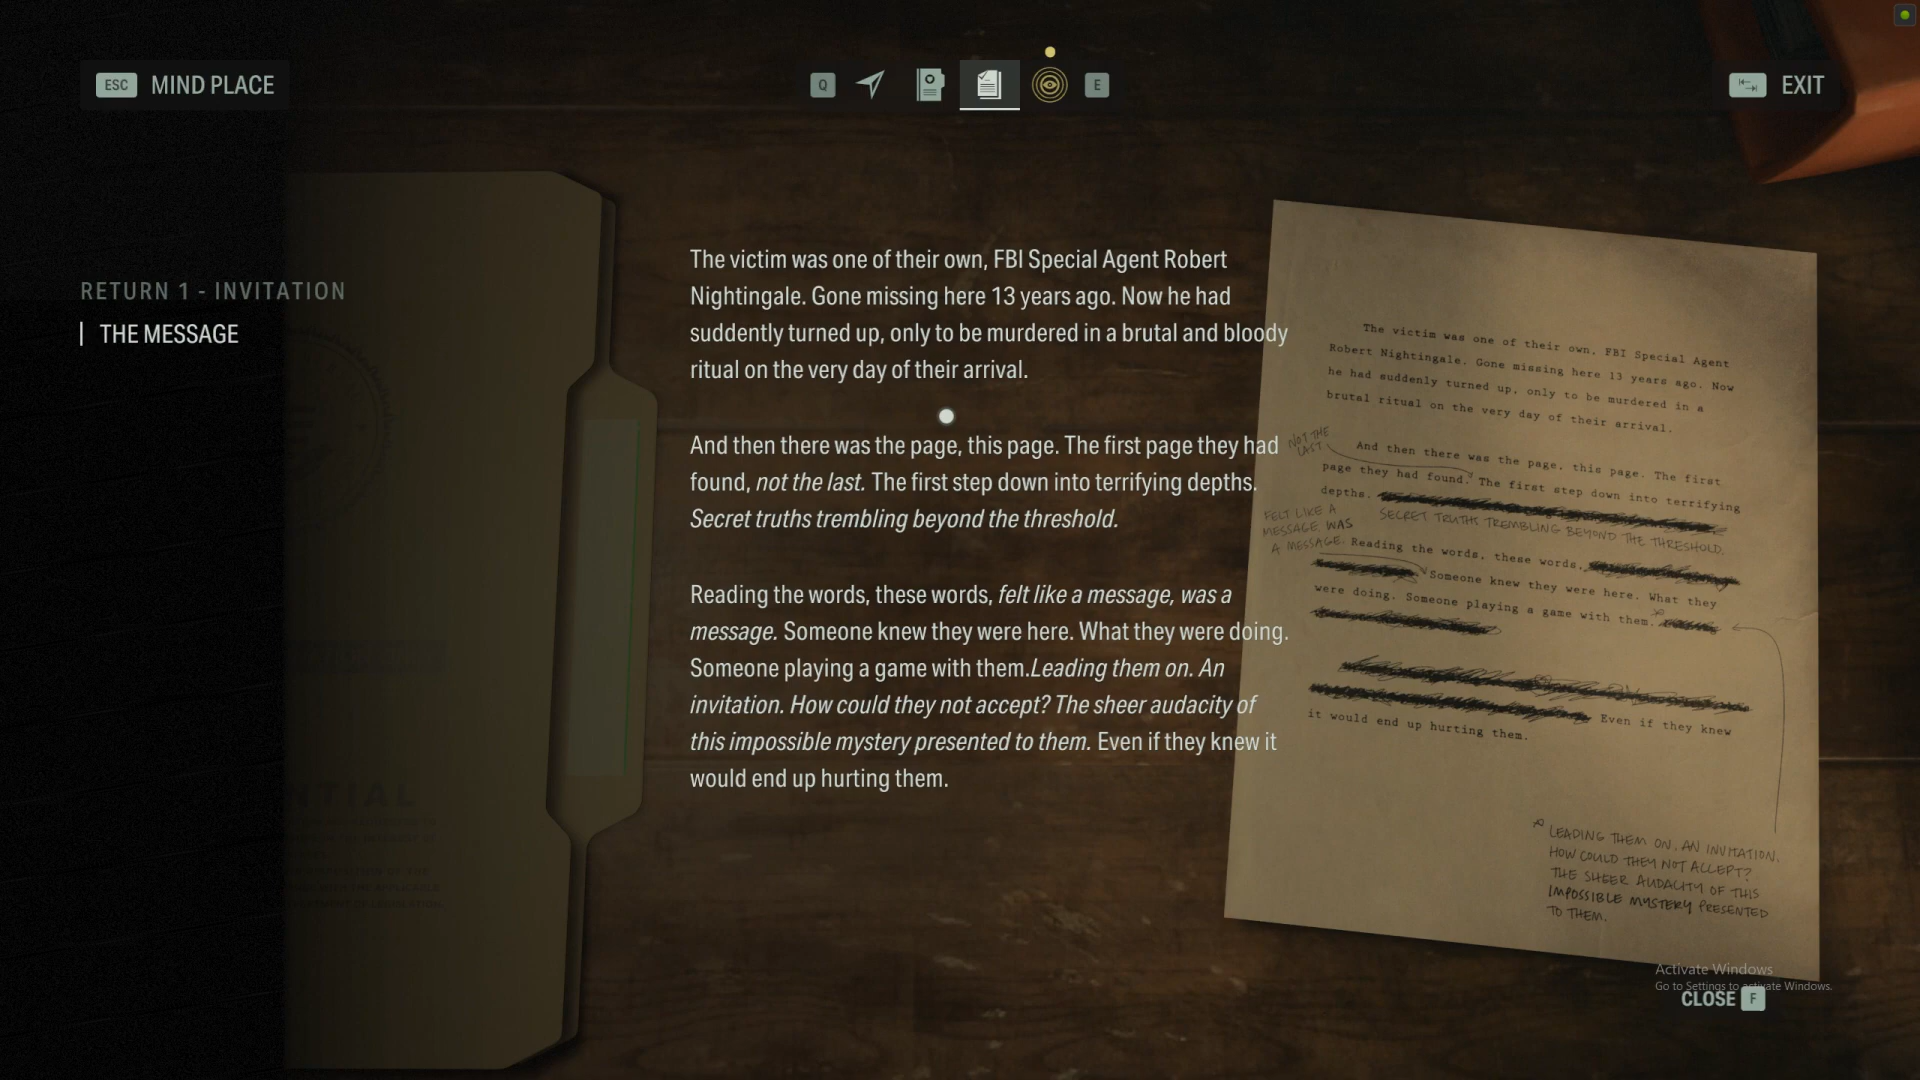 ESC MIND PLACE
Q
E
EXIT
RETURN 1 - INVITATION
THE MESSAGE
The victim was one of their own, FBI Special Agent Robert
Nightingale. Gone missing here 13 years ago. Now he had
suddenly turned up, only to be murdered in a brutal and bloody
ritual on the very day of their arrival.
And then there was the page, this page. The first page they had
found, not the last. The first step down into terrifying depths.
Secret truths trembling beyond the threshold.
Reading the words, these words, felt like a message, was a
message. Someone knew they were here. What they were doing.
Someone playing a game with them.Leading them on. An
invitation. How could they not accept? The sheer audacity of
this impossible mystery presented to them. Even if they knew it
would end up hurting them.
The victim was one of their own, FBI Special Agent
Robert Nightingale. Gone missing here 13 years ago. Now
he had suddenly turned up, only to be murdered in a
brutal ritual on the very day of their arrival.
NOT THE
LAST.
And then there was the page, this page. The first
page they had found. The first step down into terrifying
depths.
SECRET TRUTHS TREMBLING BEYOND THE THRESHOLD.
FELT LIKE A
MESSAGE, WAS
A MESSAGE.
Reading the words, these words,
Someone knew they were here. What they
were doing. Someone playing a game with them.
Even if they knew
it would end up hurting them.
LEADING THEM ON. AN INVITATION.
HOW COULD THEY NOT ACCEPT?
THE SHEER AUDACITY OF THIS
IMPOSSIBLE MYSTERY PRESENTED
TO THEM.
NTIAL
Activate Windows
Go to Settings to activate Windows.
CLOSE F